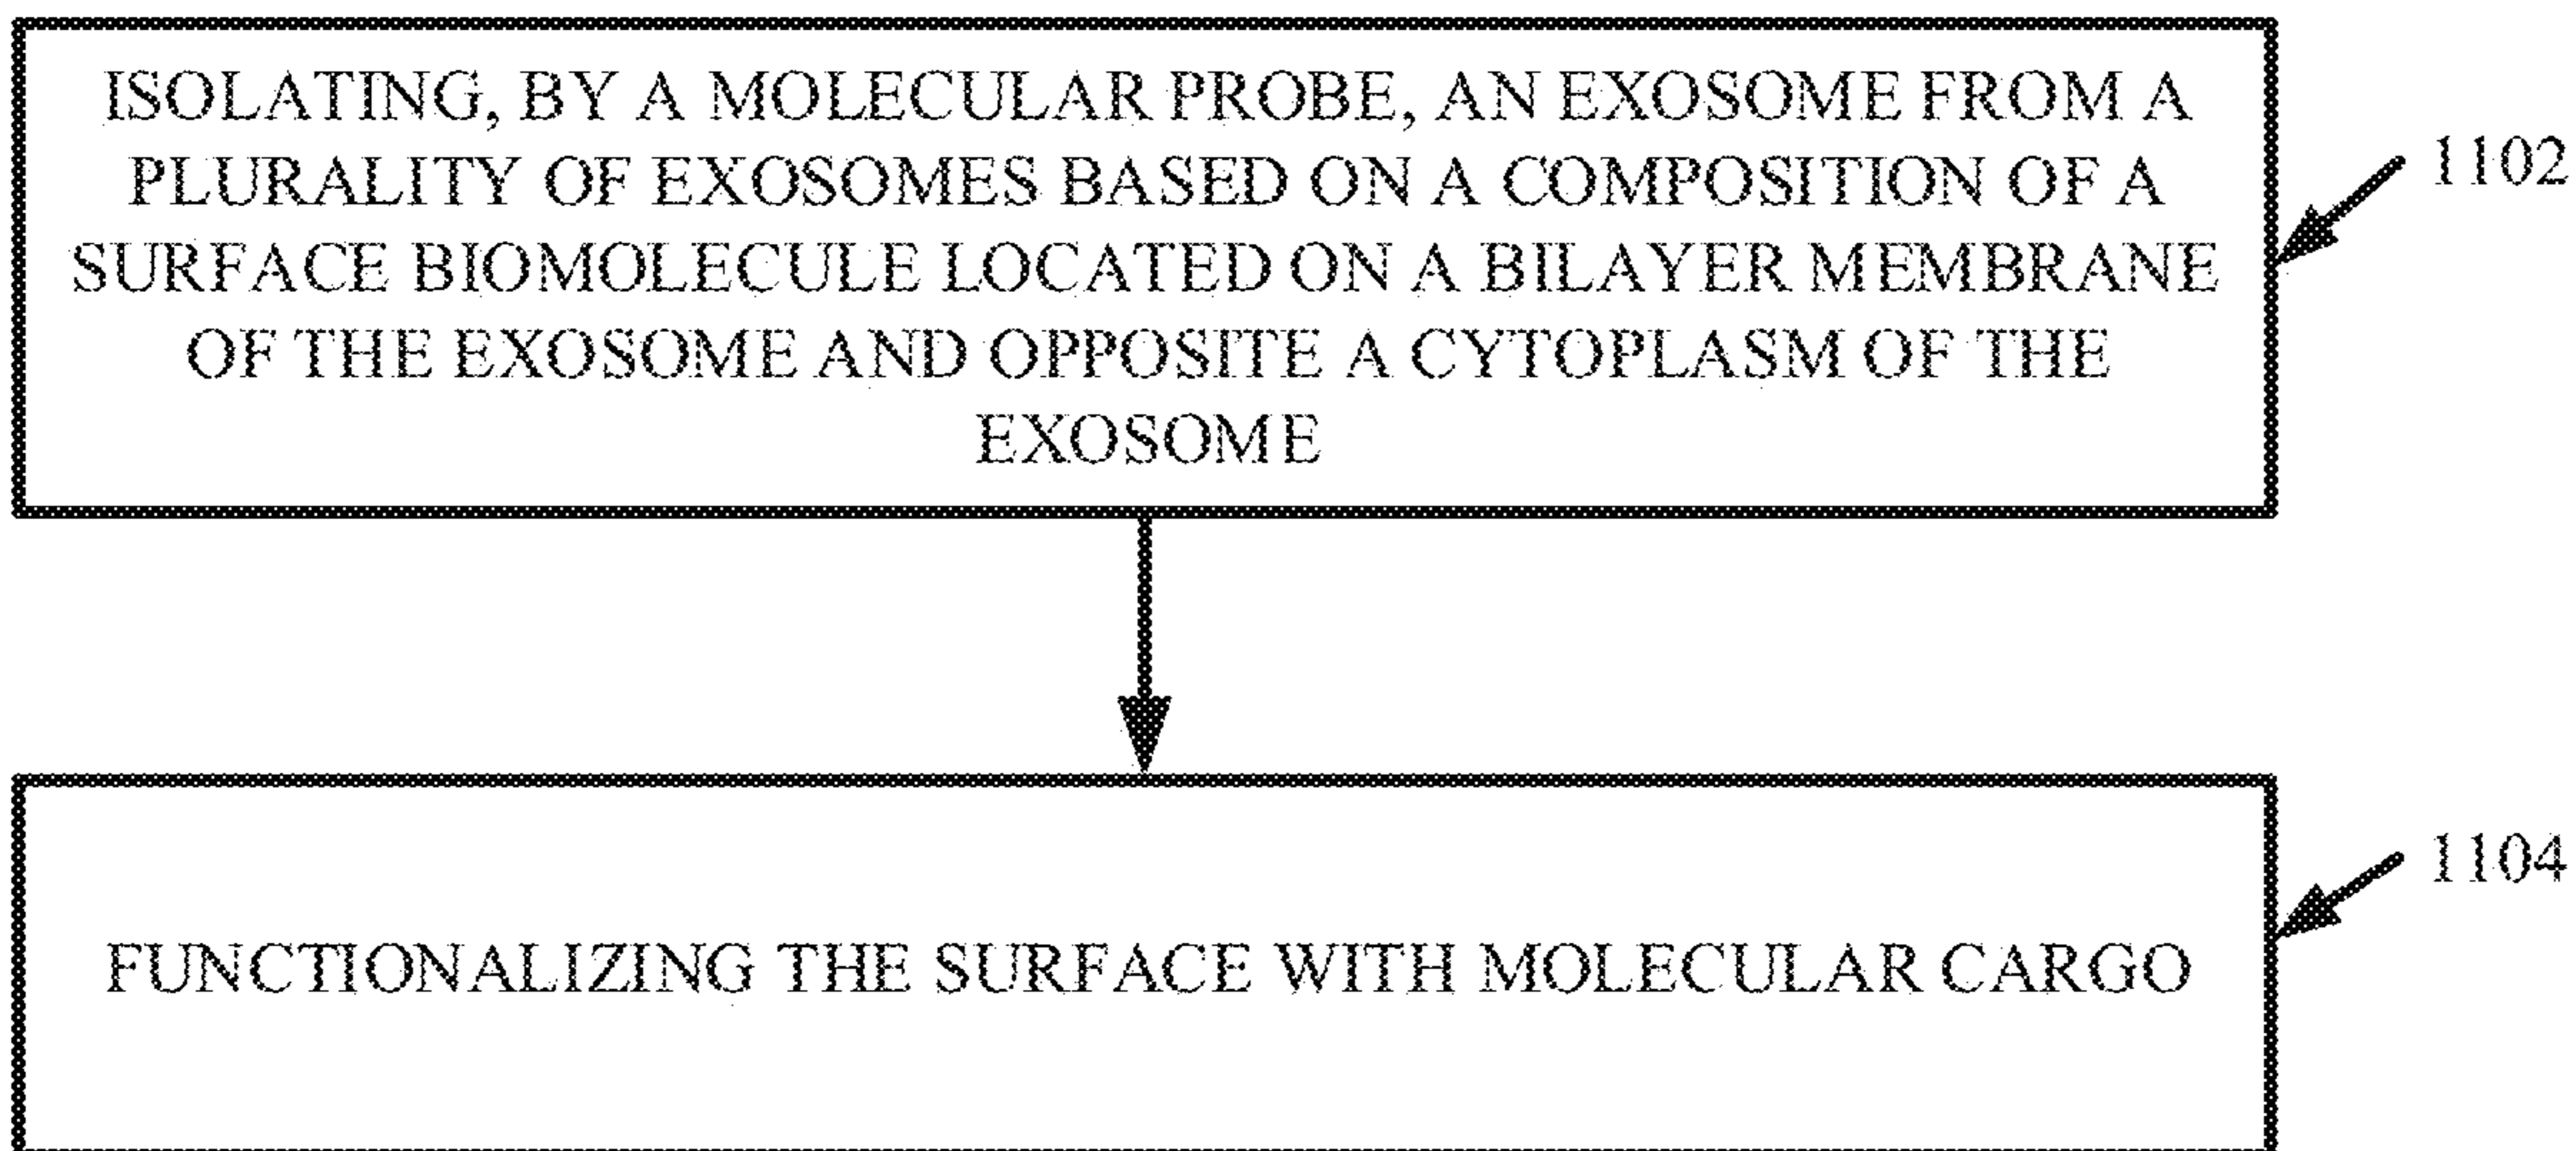 ISOLATING, BY A MOLECULAR PROBE, AN EXOSOME FROM A
PLURALITY OF EXOSOMES BASED ON A COMPOSITION OF A
SURFACE BIOMOLECULE LOCATED ON A BILAYER MEMBRANE
OF THE EXOSOME AND OPPOSITE A CYTOPLASM OF THE
EXOSOME
1102
FUNCTIONALIZING THE SURFACE WITH MOLECULAR CARGO
1104